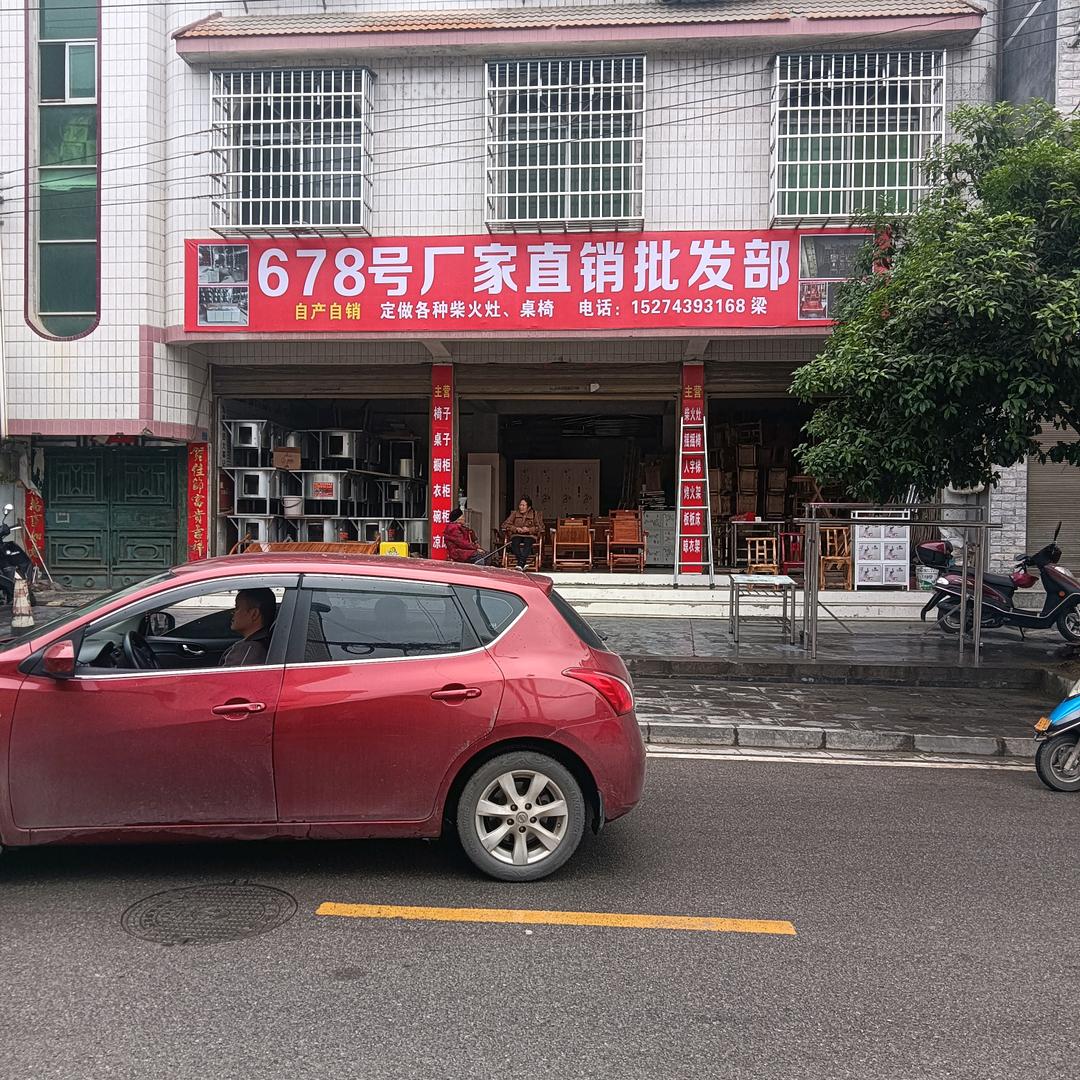 678号厂家直销批发部
自产自销 定做各种柴火灶、桌椅 电话：15274393168 梁
主营
椅子
桌子
橱柜
衣柜
碗柜
主营
柴火灶
摇摇椅
人字梯
烤火架
板板床
晾衣架